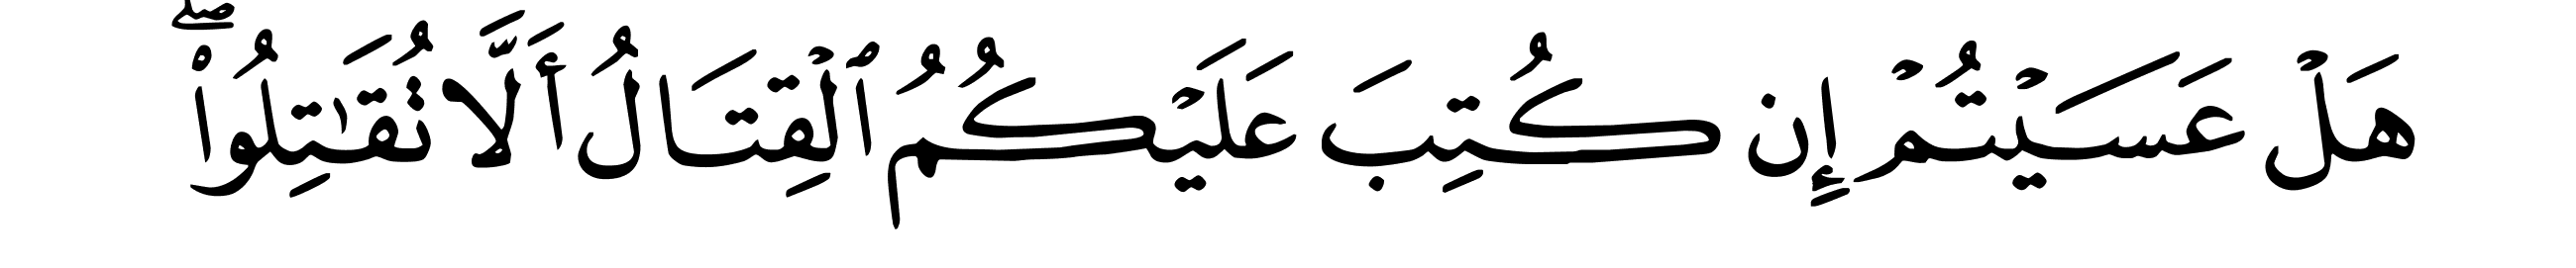 هَلْ عَسَيْتُمْ إِن كُتِبَ عَلَيْكُمُ ٱلْقِتَالُ أَلَّا تُقَٰتِلُوا۟ ۖ